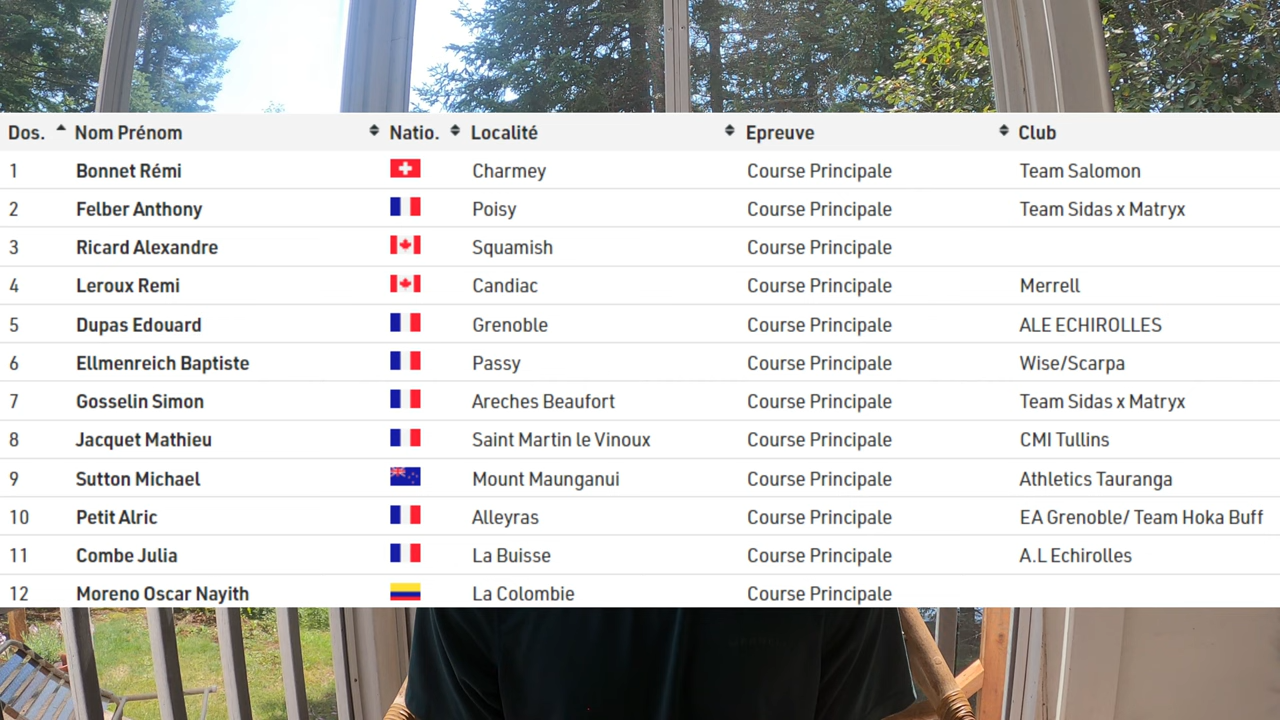 Dos. Nom Prénom Natio. Localité Epreuve Club
1 Bonnet Rémi Charmey Course Principale Team Salomon
2 Felber Anthony Poisy Course Principale Team Sidas x Matryx
3 Ricard Alexandre Squamish Course Principale
4 Leroux Remi Candiac Course Principale Merrell
5 Dupas Edouard Grenoble Course Principale ALE ECHIROLLES
6 Ellmenreich Baptiste Passy Course Principale Wise/Scarpa
7 Gosselin Simon Areches Beaufort Course Principale Team Sidas x Matryx
8 Jacquet Mathieu Saint Martin le Vinoux Course Principale CMI Tullins
9 Sutton Michael Mount Maunganui Course Principale Athletics Tauranga
10 Petit Alric Alleyras Course Principale EA Grenoble/ Team Hoka Buff
11 Combe Julia La Buisse Course Principale A.L Echirolles
12 Moreno Oscar Nayith La Colombie Course Principale